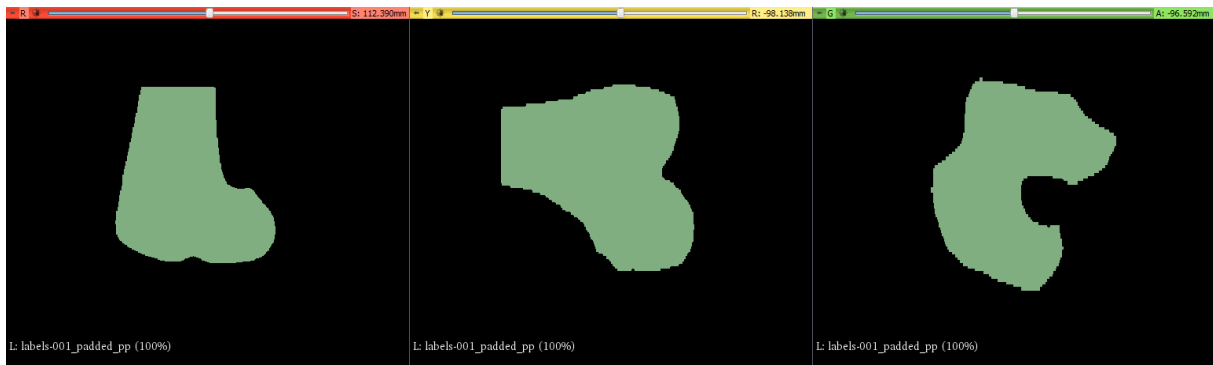 R S: 112.390mm
Y R: -98.138mm
G A: -96.592mm
L: labels-001_padded_pp (100%)
L: labels-001_padded_pp (100%)
L: labels-001_padded_pp (100%)